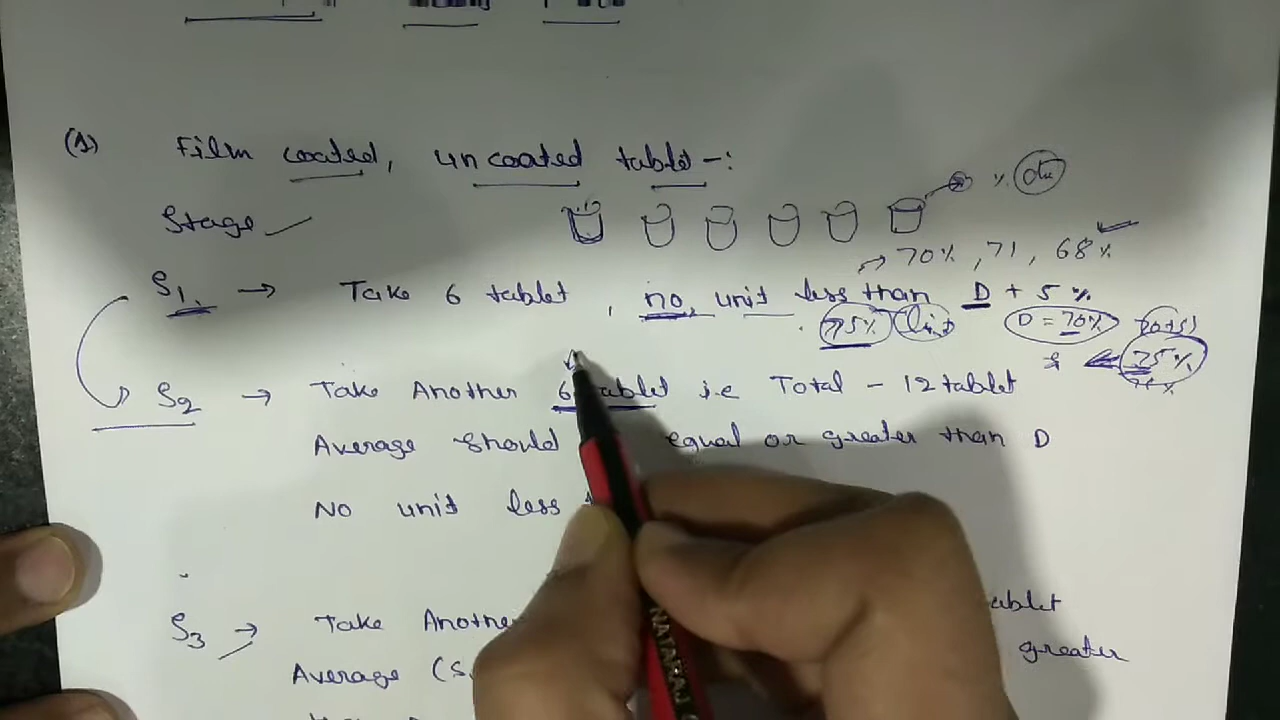 (1) Film coated, uncoated tablet -:
% 
Stage
70% , 71 , 68%
S1. → Take 6 tablet , no, unit less than D + 5 %
75% D = 70%
75%
S2 → Take Another 6 tablet i.e Total - 12 tablet
Average should equal or greater than D
No unit less
S3 → Take Another ablet
Average (S greater
NATARAJ